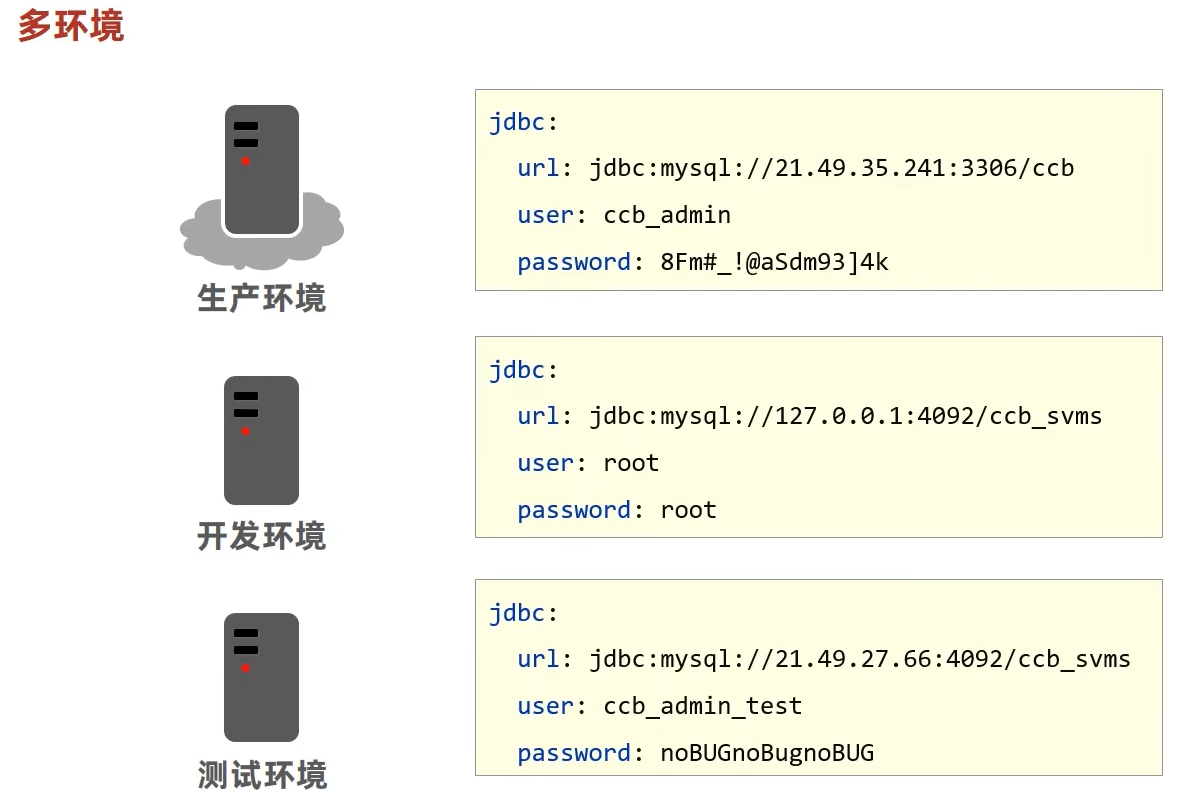 多环境
jdbc:
url: jdbc:mysql://21.49.35.241:3306/ccb
user: ccb_admin
password: 8Fm#_!@aSdm93]4k
生产环境
jdbc:
url: jdbc:mysql://127.0.0.1:4092/ccb_svms
user: root
password: root
开发环境
jdbc:
url: jdbc:mysql://21.49.27.66:4092/ccb_svms
user: ccb_admin_test
password: noBUGnoBugnoBUG
测试环境